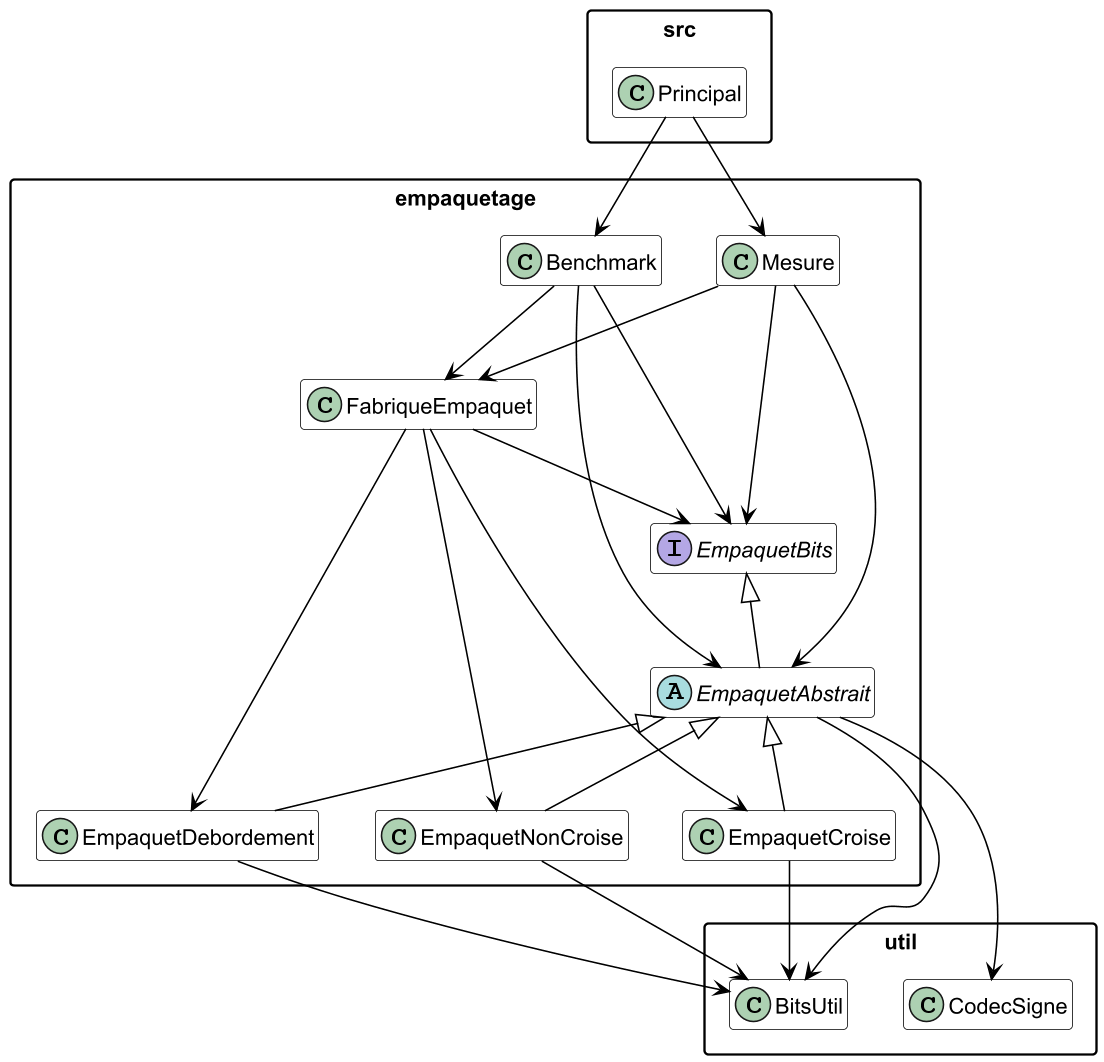 src
C Principal
empaquetage
C Benchmark
C Mesure
C FabriqueEmpaquet
I EmpaquetBits
A EmpaquetAbstrait
C EmpaquetDebordement
C EmpaquetNonCroise
C EmpaquetCroise
util
C BitsUtil
C CodecSigne